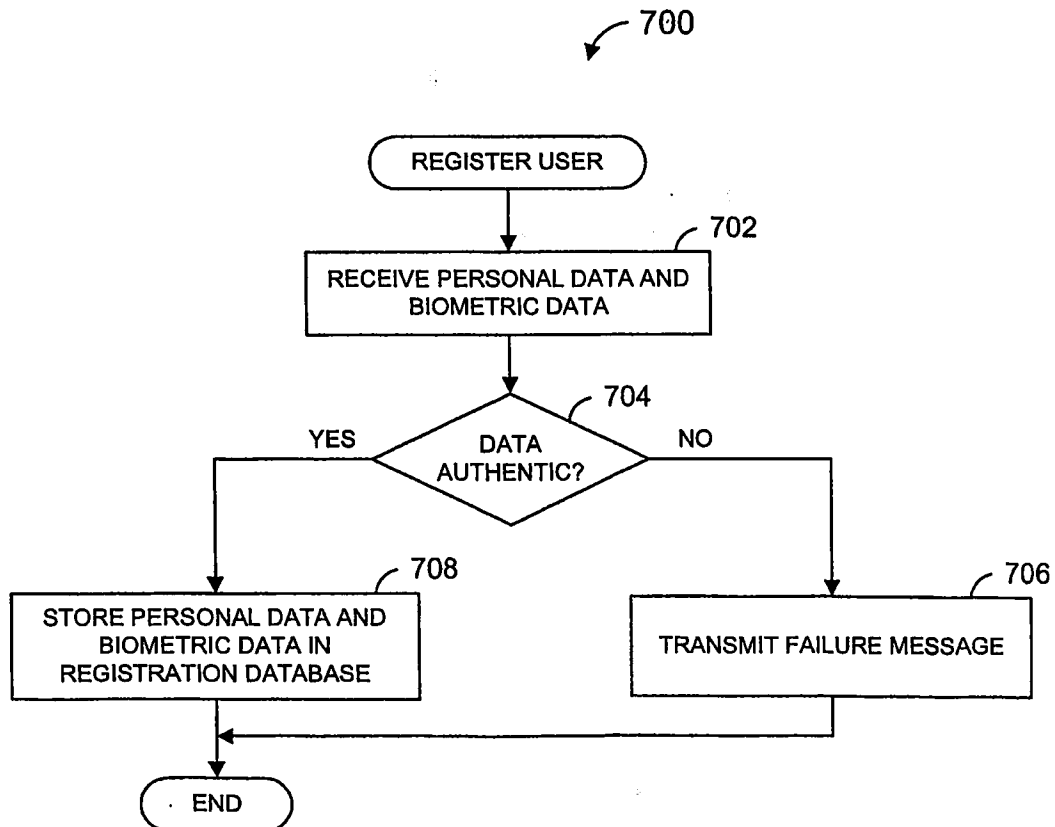 700
REGISTER USER
702
RECEIVE PERSONAL DATA AND
BIOMETRIC DATA
704
YES
DATA
AUTHENTIC?
NO
708
STORE PERSONAL DATA AND
BIOMETRIC DATA IN
REGISTRATION DATABASE
706
TRANSMIT FAILURE MESSAGE
END